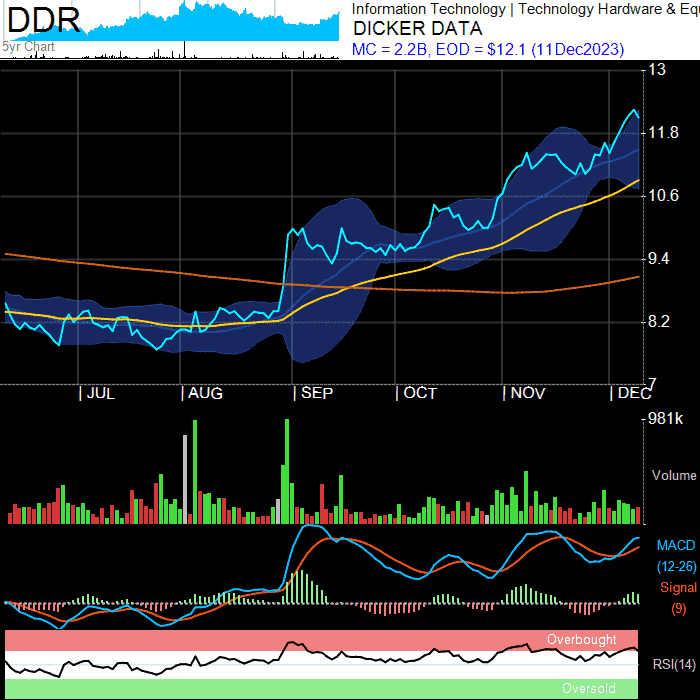 DDR
5yr Chart
Information Technology | Technology Hardware & Equ
DICKER DATA
MC = 2.2B, EOD = $12.1 (11Dec2023)
13
11.8
10.6
9.4
8.2
7
| JUL | AUG | SEP | OCT | NOV | DEC
981k
Volume
MACD
(12-26)
Signal
(9)
Overbought
RSI(14)
Oversold